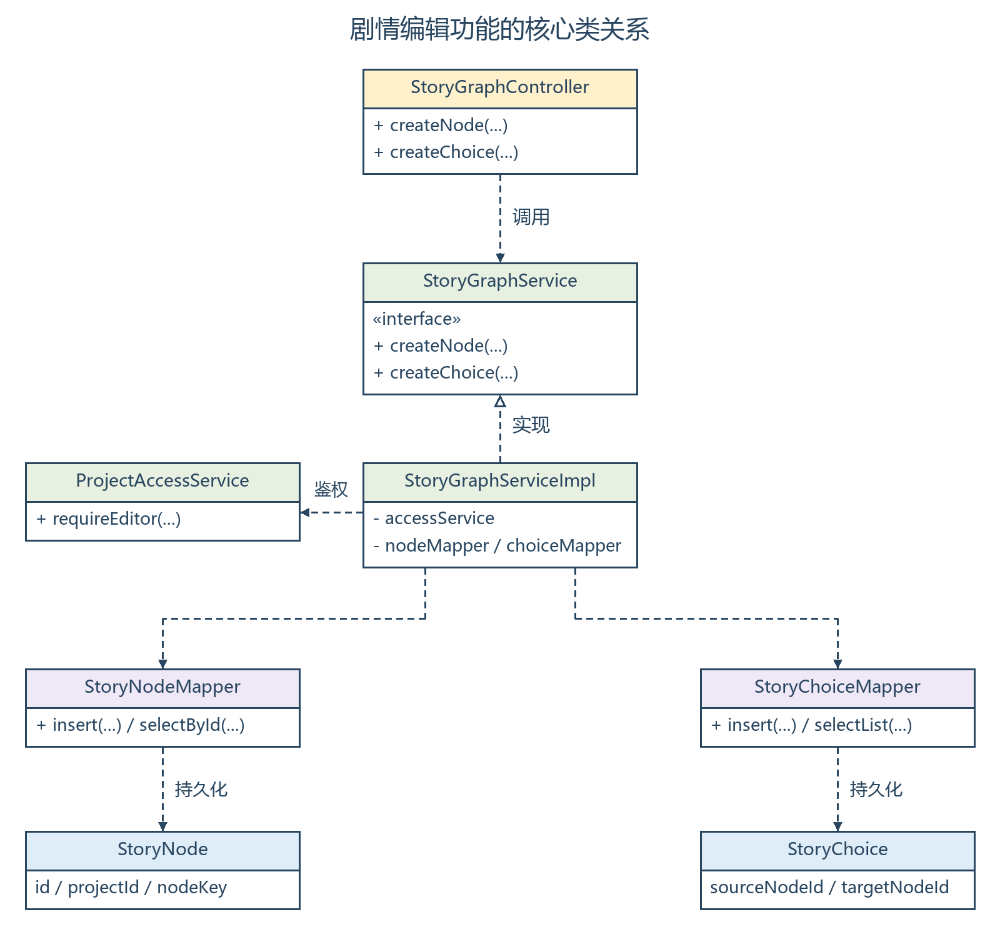 剧情编辑功能的核心类关系
StoryGraphController
+ createNode(...)
+ createChoice(...)
调用
StoryGraphService
«interface»
+ createNode(...)
+ createChoice(...)
实现
ProjectAccessService
+ requireEditor(...)
鉴权
StoryGraphServiceImpl
- accessService
- nodeMapper / choiceMapper
StoryNodeMapper
+ insert(...) / selectById(...)
StoryChoiceMapper
+ insert(...) / selectList(...)
持久化
持久化
StoryNode
id / projectId / nodeKey
StoryChoice
sourceNodeId / targetNodeId